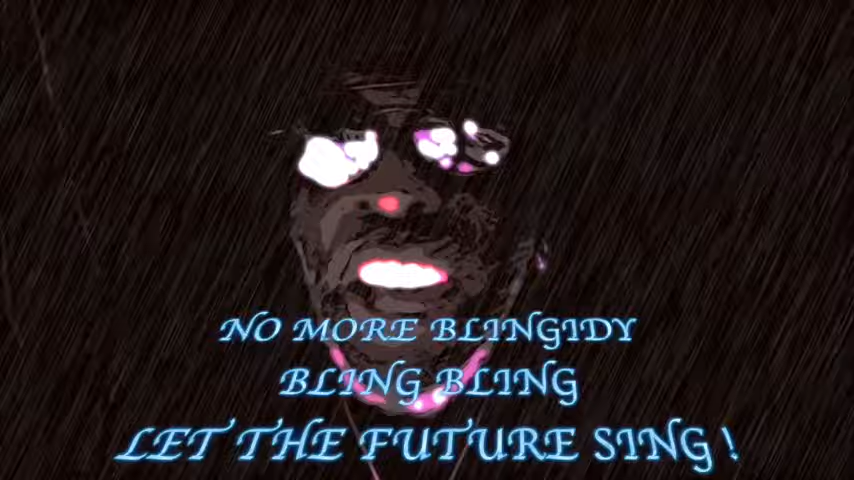 NO MORE BLINGIDY
BLING BLING
LET THE FUTURE SING !